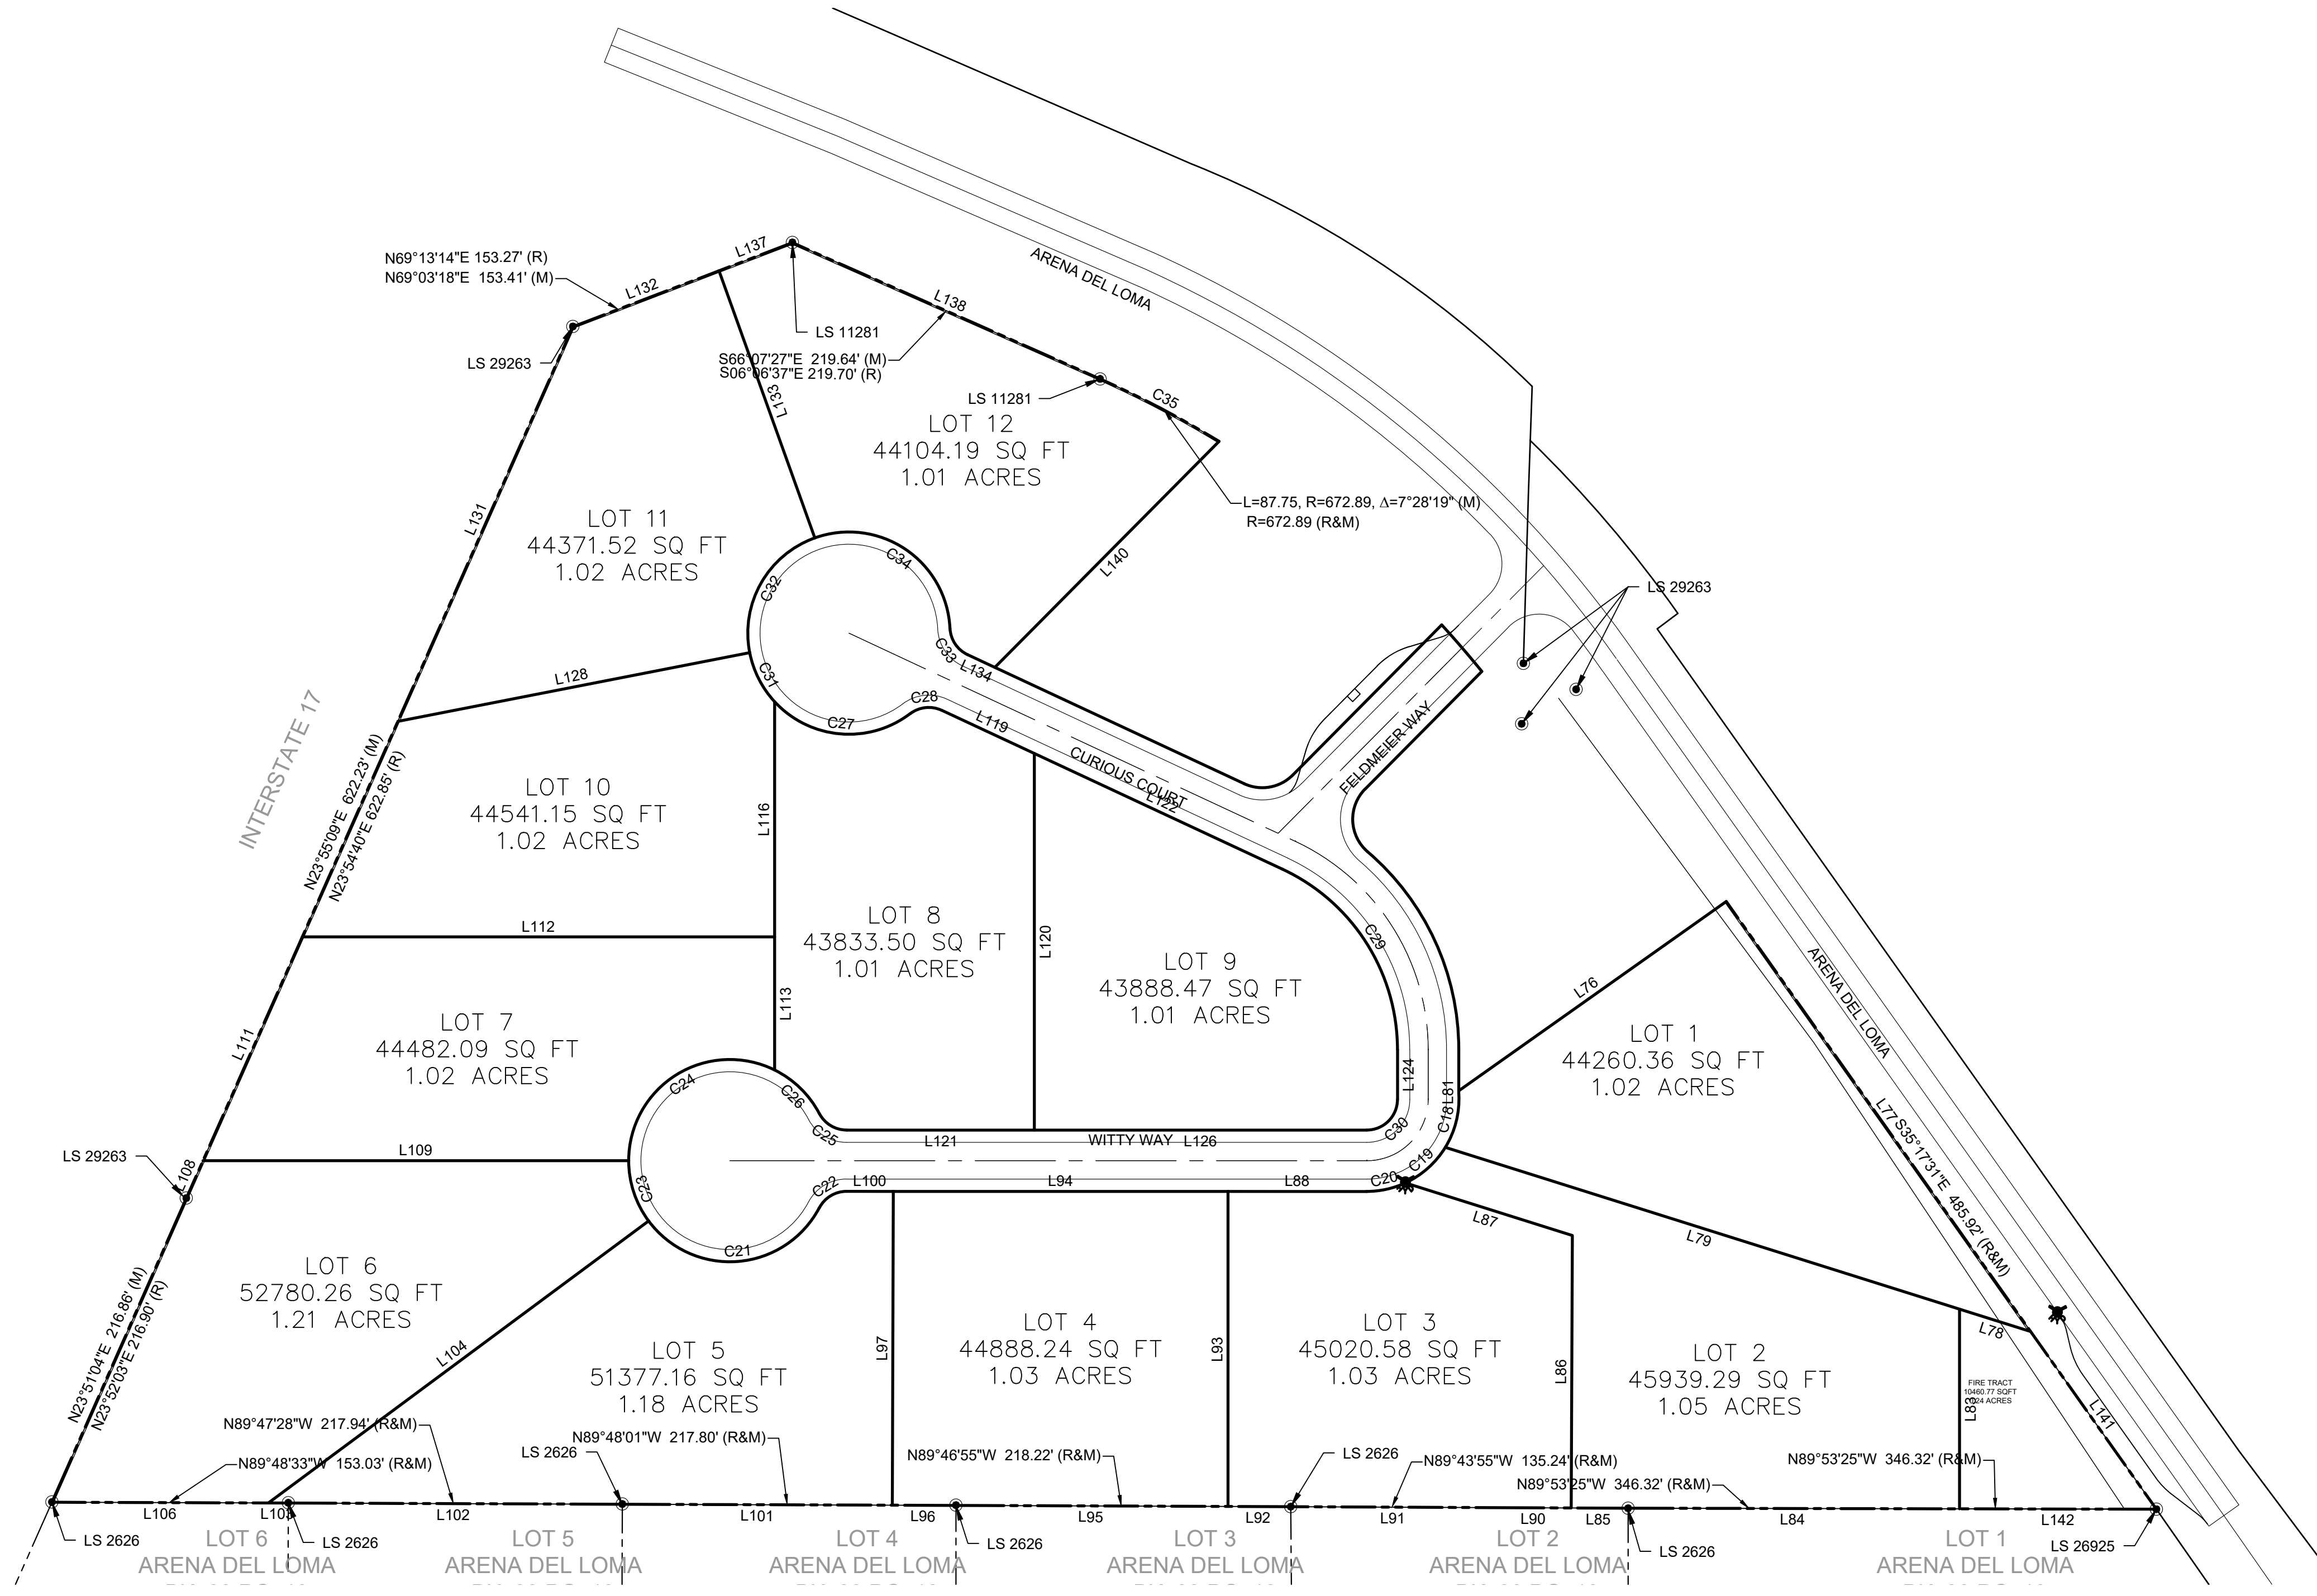 ARENA DEL LOMA
L137
N69°13'14"E 153.27' (R)
N69°03'18"E 153.41' (M)
L132
L138
LS 11281
LS 29263
S66°07'27"E 219.64' (M)
S06°06'37"E 219.70' (R)
L133
LS 11281
C35
LOT 12
44104.19 SQ FT
1.01 ACRES
L=87.75, R=672.89, Δ=7°28'19" (M)
R=672.89 (R&M)
L131
LOT 11
44371.52 SQ FT
1.02 ACRES
C34
C32
L140
LS 29263
C33
L134
L128
C31
C28
C27
L119
INTERSTATE 17
CURIOUS COURT
L122
FELDMEIER WAY
N23°55'09"E 622.23' (M)
N23°54'40"E 622.85' (R)
LOT 10
44541.15 SQ FT
1.02 ACRES
L116
L112
LOT 8
43833.50 SQ FT
1.01 ACRES
L120
C29
LOT 9
43888.47 SQ FT
1.01 ACRES
L76
ARENA DEL LOMA
L113
LOT 7
44482.09 SQ FT
1.02 ACRES
L111
LOT 1
44260.36 SQ FT
1.02 ACRES
L124
L81
C18
C24
C26
C25
C30
L121
WITTY WAY
L126
L77
S35°17'31"E 485.92' (R&M)
L109
LS 29263
L108
C23
C22
L100
L94
L88
C20
C19
L87
L79
C21
LOT 6
52780.26 SQ FT
1.21 ACRES
N23°51'04"E 216.86' (M)
N23°52'03"E 216.90' (R)
L104
LOT 5
51377.16 SQ FT
1.18 ACRES
L97
LOT 4
44888.24 SQ FT
1.03 ACRES
L93
LOT 3
45020.58 SQ FT
1.03 ACRES
L86
LOT 2
45939.29 SQ FT
1.05 ACRES
L78
FIRE TRACT
10460.77 SQFT
ACRES
L83
L141
N89°47'28"W 217.94' (R&M)
N89°48'33"W 153.03' (R&M)
LS 2626
N89°48'01"W 217.80' (R&M)
N89°46'55"W 218.22' (R&M)
LS 2626
N89°43'55"W 135.24' (R&M)
N89°53'25"W 346.32' (R&M)
N89°53'25"W 346.32' (R&M)
L106
L102
L101
L96
L95
L92
L91
L90
L85
L84
L142
LS 2626
LS 2626
LS 2626
LS 2626
LS 26925
LOT 6
ARENA DEL LOMA
LOT 5
ARENA DEL LOMA
LOT 4
ARENA DEL LOMA
LOT 3
ARENA DEL LOMA
LOT 2
ARENA DEL LOMA
LOT 1
ARENA DEL LOMA